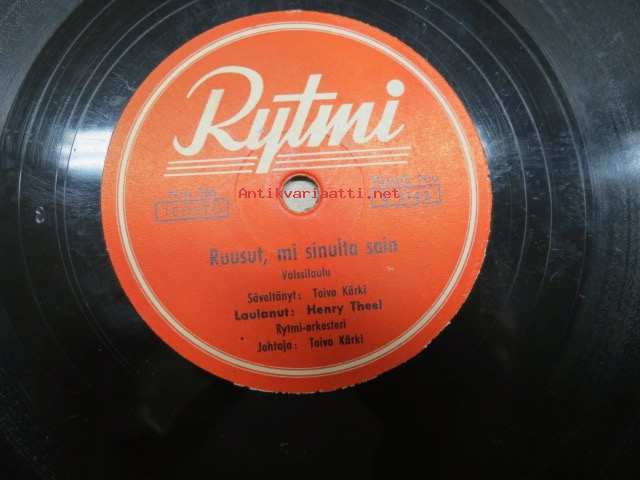 Rytmi
Antikvariaatti.net
Ruusut, mi sinulta sain
Valssilaulu
Säveltänyt: Toivo Kärki
Laulanut: Henry Theel
Rytmi-orkesteri
Johtaja: Toivo Kärki